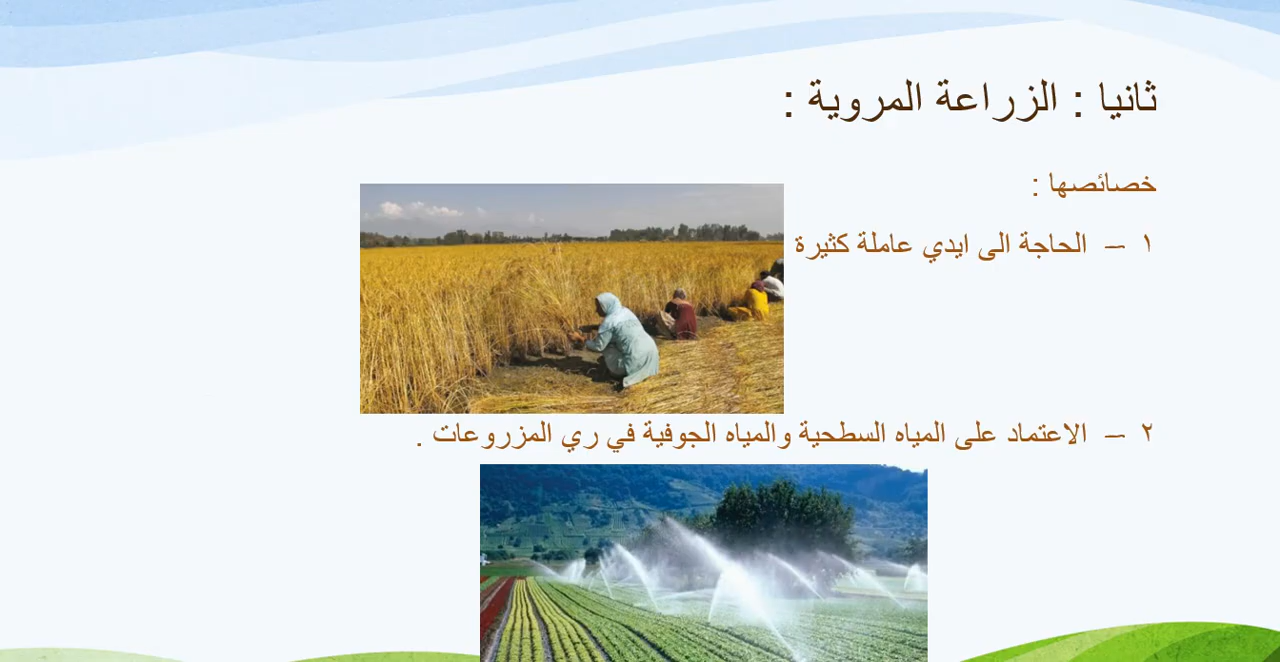 ثانيا : الزراعة المروية :
خصائصها :
١ – الحاجة الى ايدي عاملة كثيرة
٢ – الاعتماد على المياه السطحية والمياه الجوفية في ري المزروعات .